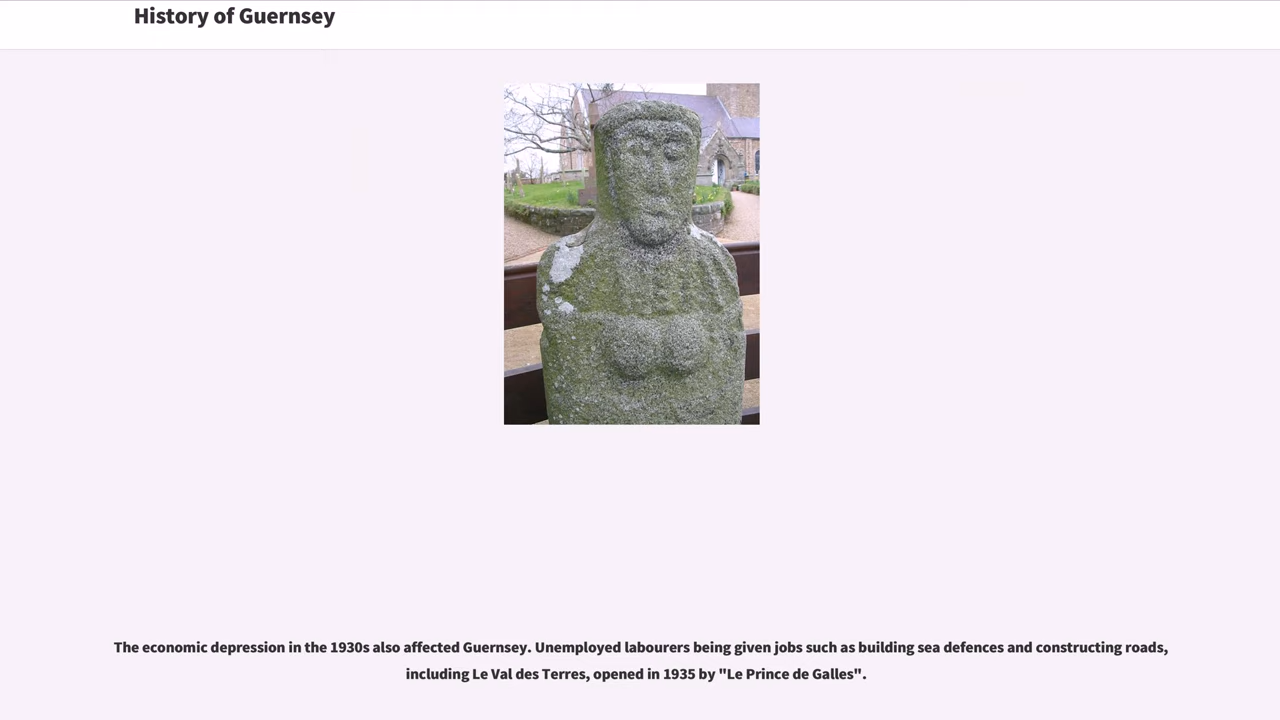 History of Guernsey
The economic depression in the 1930s also affected Guernsey. Unemployed labourers being given jobs such as building sea defences and constructing roads,
including Le Val des Terres, opened in 1935 by "Le Prince de Galles".